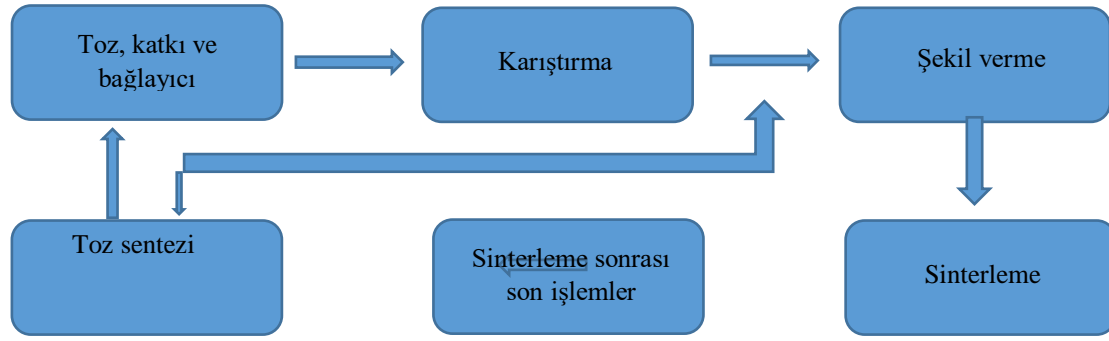 Toz, katkı ve
bağlayıcı
Karıştırma
Şekil verme
Toz sentezi
Sinterleme sonrası
son işlemler
Sinterleme